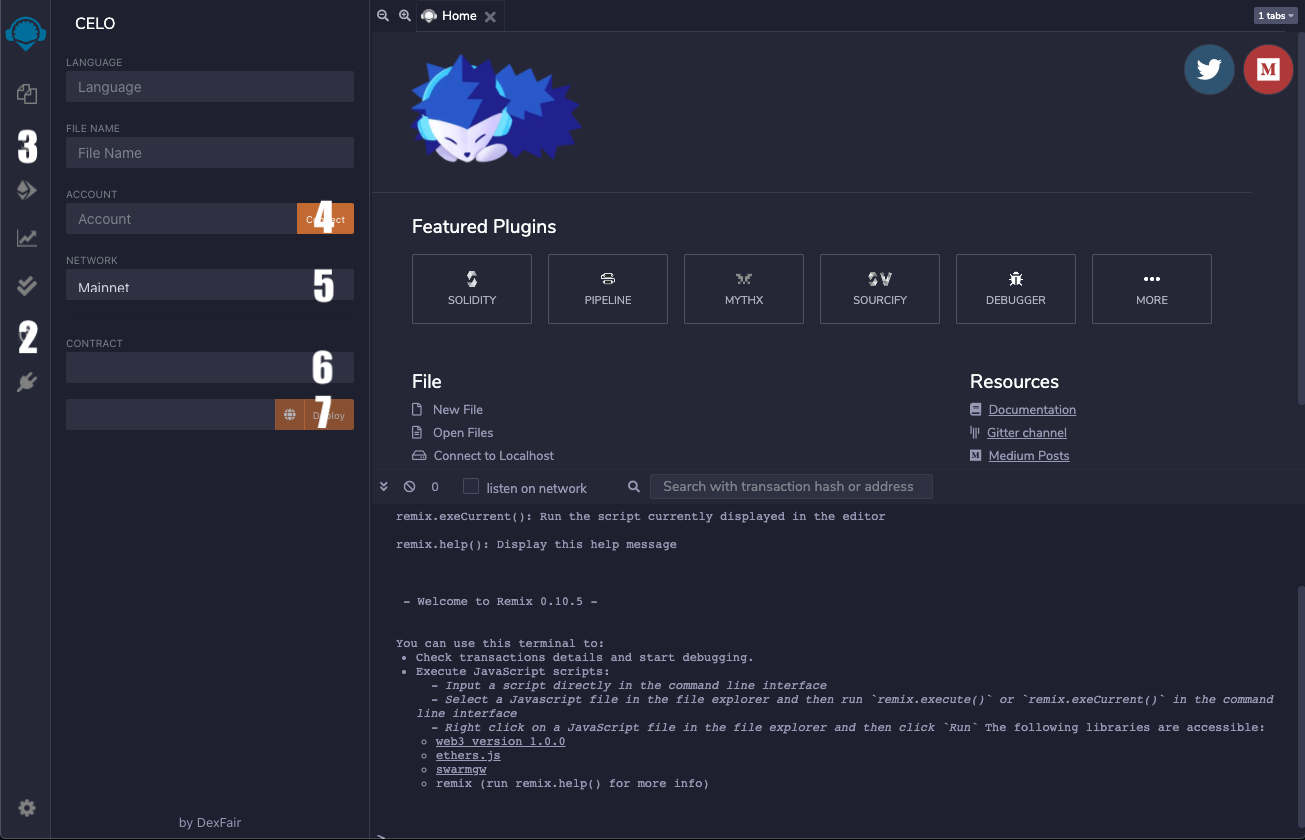 CELO
LANGUAGE
Language
FILE NAME
File Name
3
ACCOUNT
Account
4
NETWORK
Mainnet
5
2
CONTRACT
6
7
by DexFair
Home
1 tabs
M
Featured Plugins
SOLIDITY
PIPELINE
MYTHX
SOURCIFY
DEBUGGER
MORE
File
New File
Open Files
Connect to Localhost
Resources
Documentation
Gitter channel
Medium Posts
0
listen on network
Search with transaction hash or address
remix.exeCurrent(): Run the script currently displayed in the editor
remix.help(): Display this help message
- Welcome to Remix 0.10.5 -
You can use this terminal to:
• Check transactions details and start debugging.
• Execute JavaScript scripts:
- Input a script directly in the command line interface
- Select a Javascript file in the file explorer and then run `remix.execute()` or `remix.exeCurrent()` in the command
line interface
- Right click on a JavaScript file in the file explorer and then click `Run` The following libraries are accessible:
○ web3 version 1.0.0
○ ethers.js
○ swarmgw
○ remix (run remix.help() for more info)
>